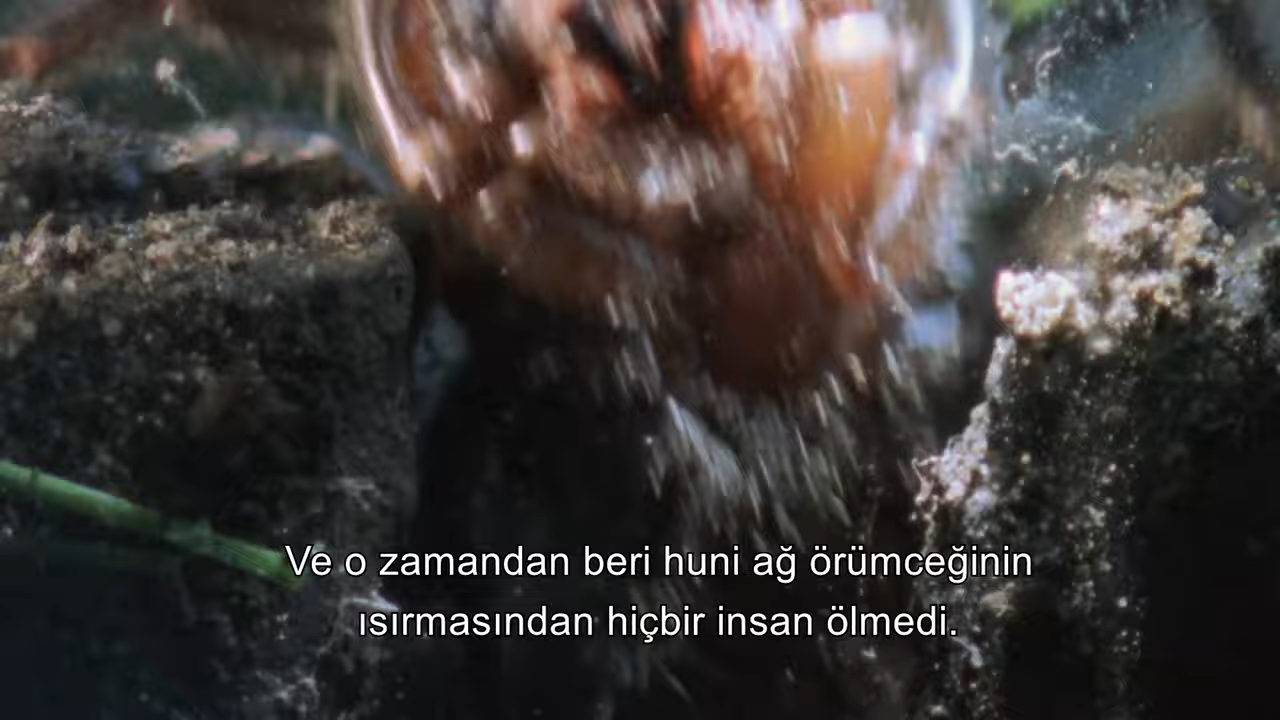 Ve o zamandan beri huni ağ örümceğinin
ısırmasından hiçbir insan ölmedi.